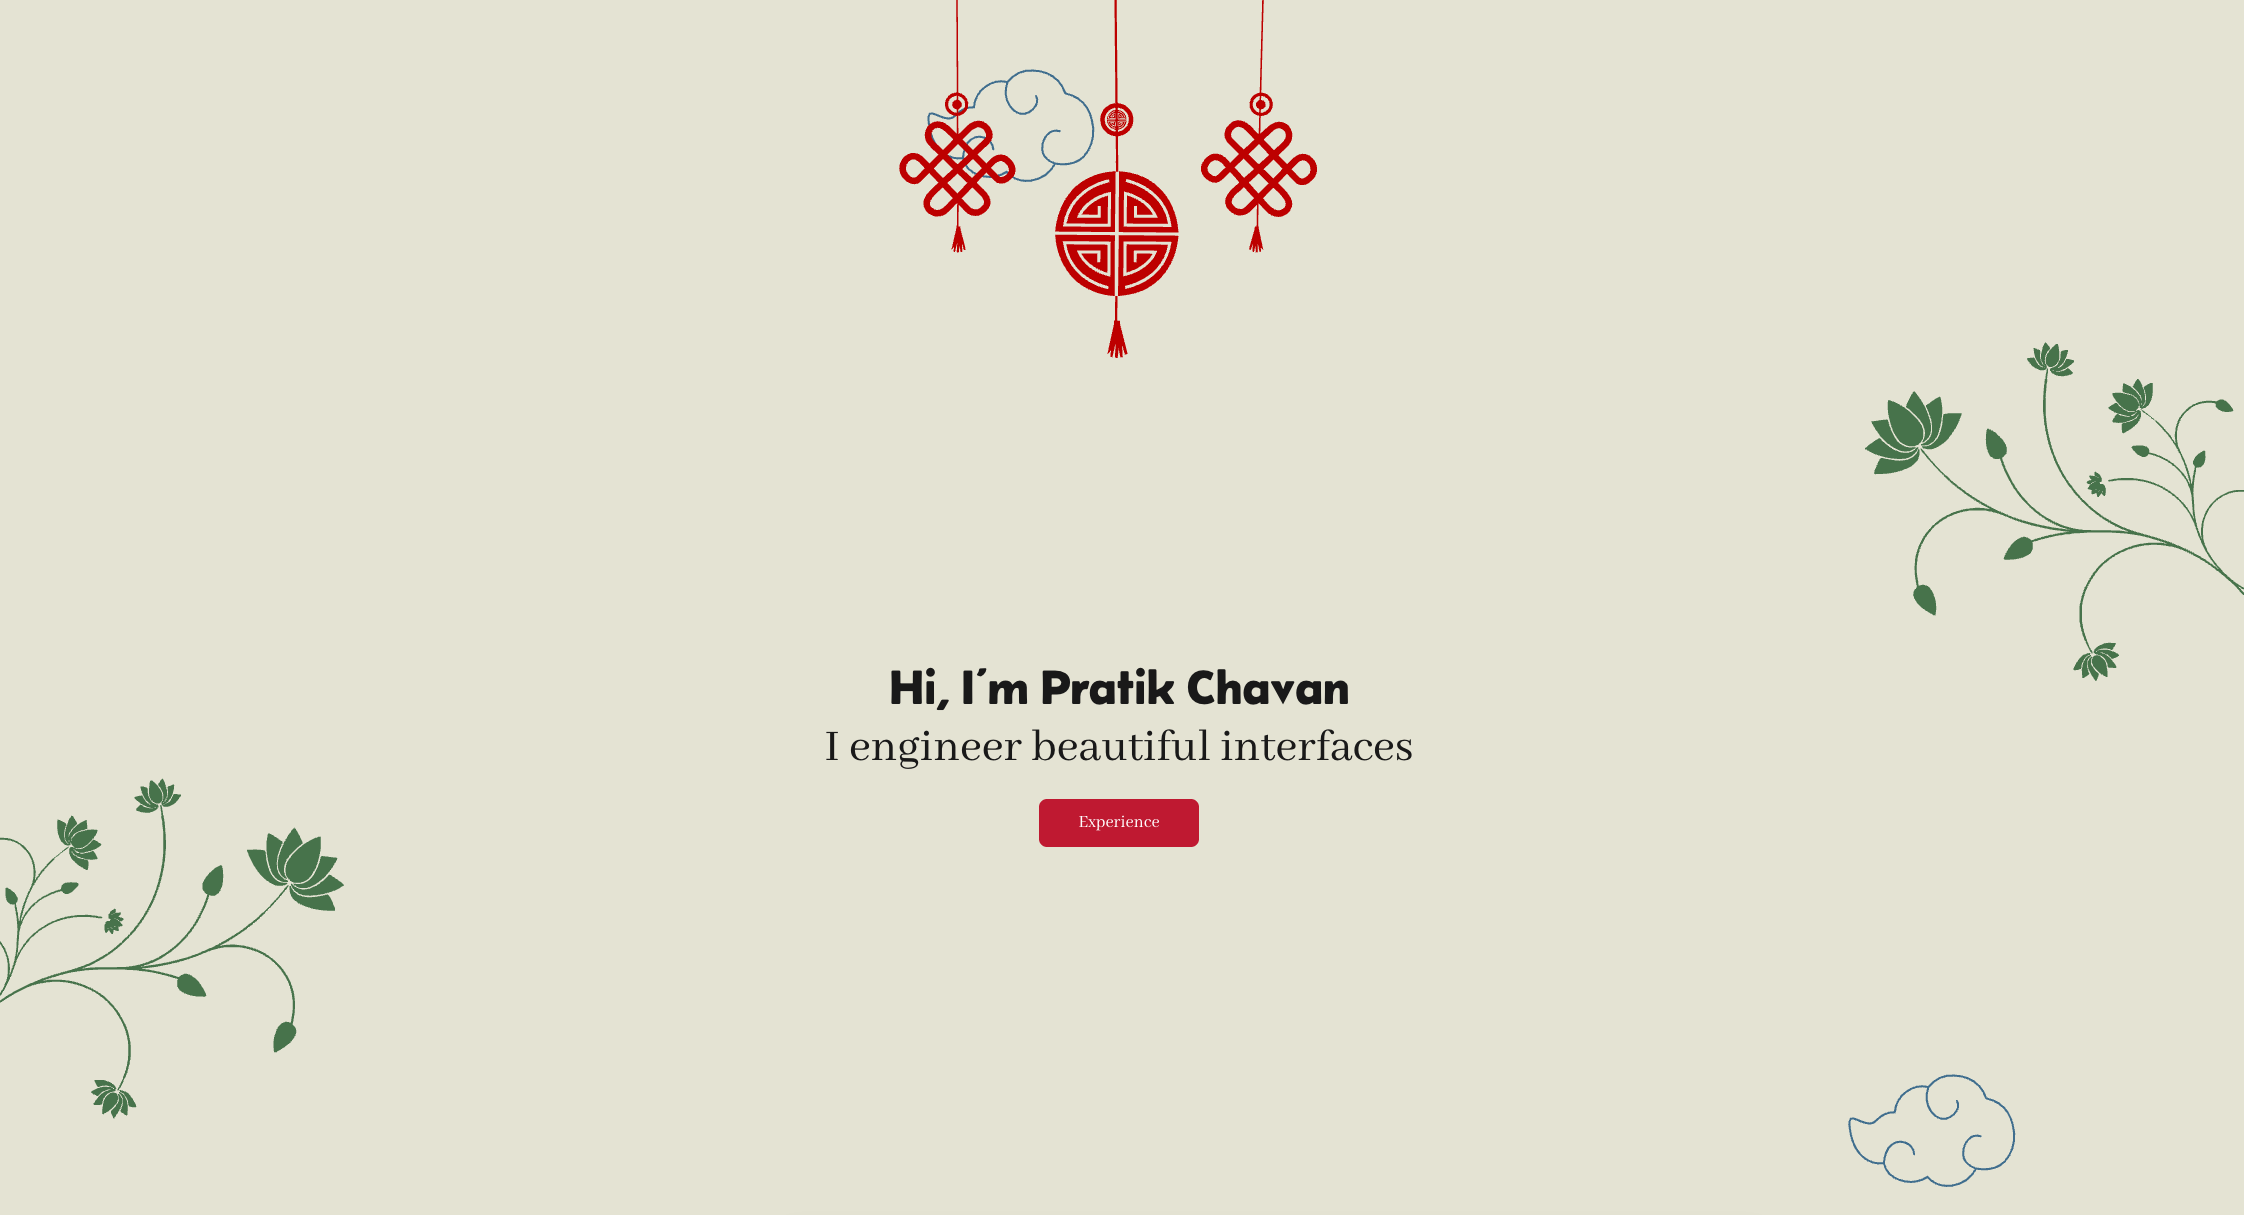 Hi, I´m Pratik Chavan
I engineer beautiful interfaces
Experience